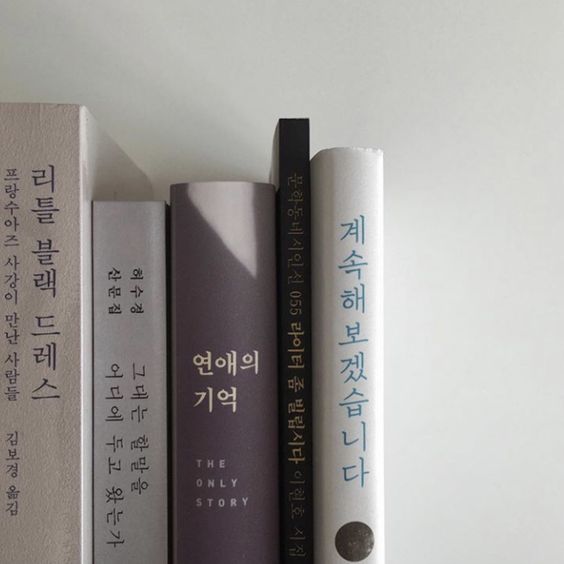 리틀 블랙 드레스
프랑수아즈 사강이 만난 사람들
김보경 옮김
허수경
산문집
그대는 할말을
어디에 두고 왔는가
연애의
기억
THE
ONLY
STORY
문학동네시인선 055 라이터 좀 빌립시다 이현호 시집
계속해보겠습니다